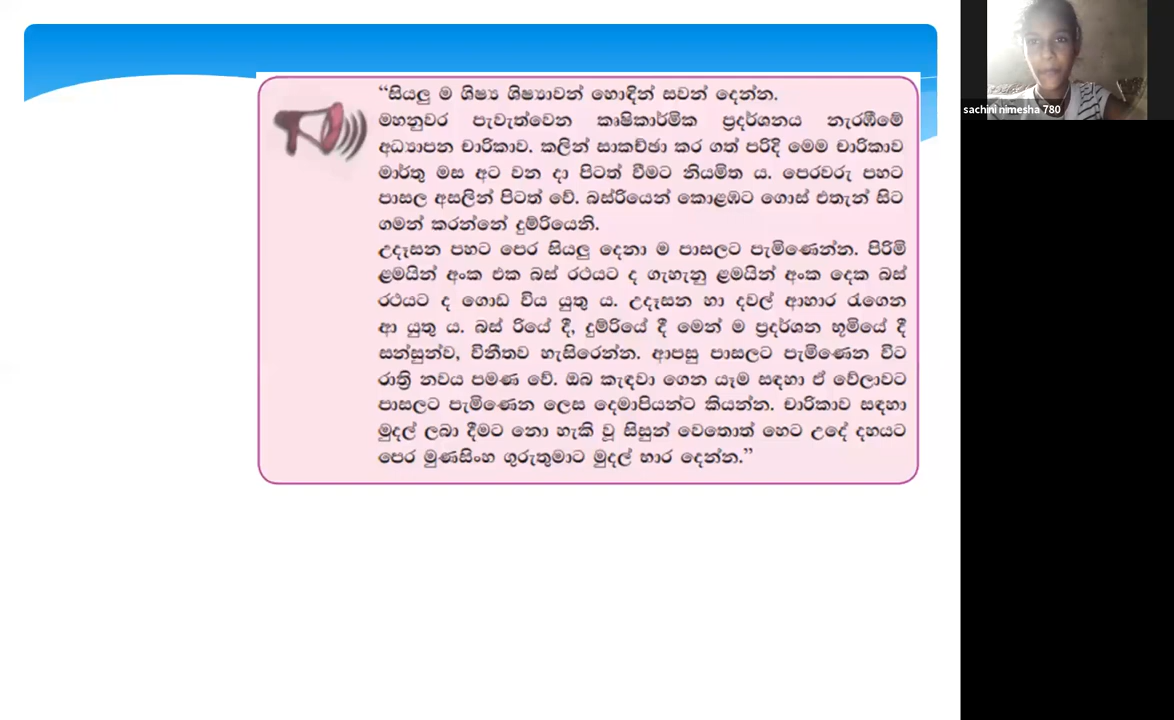 “සියලු ම ශිෂ්‍ය ශිෂ්‍යාවන් හොඳින් සවන් දෙන්න.
මහනුවර පැවැත්වෙන කෘෂිකාර්මික ප්‍රදර්ශනය නැරඹීමේ
අධ්‍යාපන චාරිකාව. කලින් සාකච්ඡා කර ගත් පරිදි මෙම චාරිකාව
මාර්තු මස අට වන දා පිටත් වීමට නියමිත ය. පෙරවරු පහට
පාසල අසලින් පිටත් වේ. බස්රියෙන් කොළඹට ගොස් එතැන් සිට
ගමන් කරන්නේ දුම්රියෙනි.
උදෑසන පහට පෙර සියලු දෙනා ම පාසලට පැමිණෙන්න. පිරිමි
ළමයින් අංක එක බස් රථයට ද ගැහැනු ළමයින් අංක දෙක බස්
රථයට ද ගොඩ විය යුතු ය. උදෑසන හා දවල් ආහාර රැගෙන
ආ යුතු ය. බස් රියේ දී, දුම්රියේ දී මෙන් ම ප්‍රදර්ශන භූමියේ දී
සන්සුන්ව, විනීතව හැසිරෙන්න. ආපසු පාසලට පැමිණෙන විට
රාත්‍රි නවය පමණ වේ. ඔබ කැඳවා ගෙන යෑම සඳහා ඒ වේලාවට
පාසලට පැමිණෙන ලෙස දෙමාපියන්ට කියන්න. චාරිකාව සඳහා
මුදල් ලබා දීමට නො හැකි වූ සිසුන් වෙතොත් හෙට උදේ දහයට
පෙර මුණසිංහ ගුරුතුමාට මුදල් භාර දෙන්න.”
sachini nimesha 780